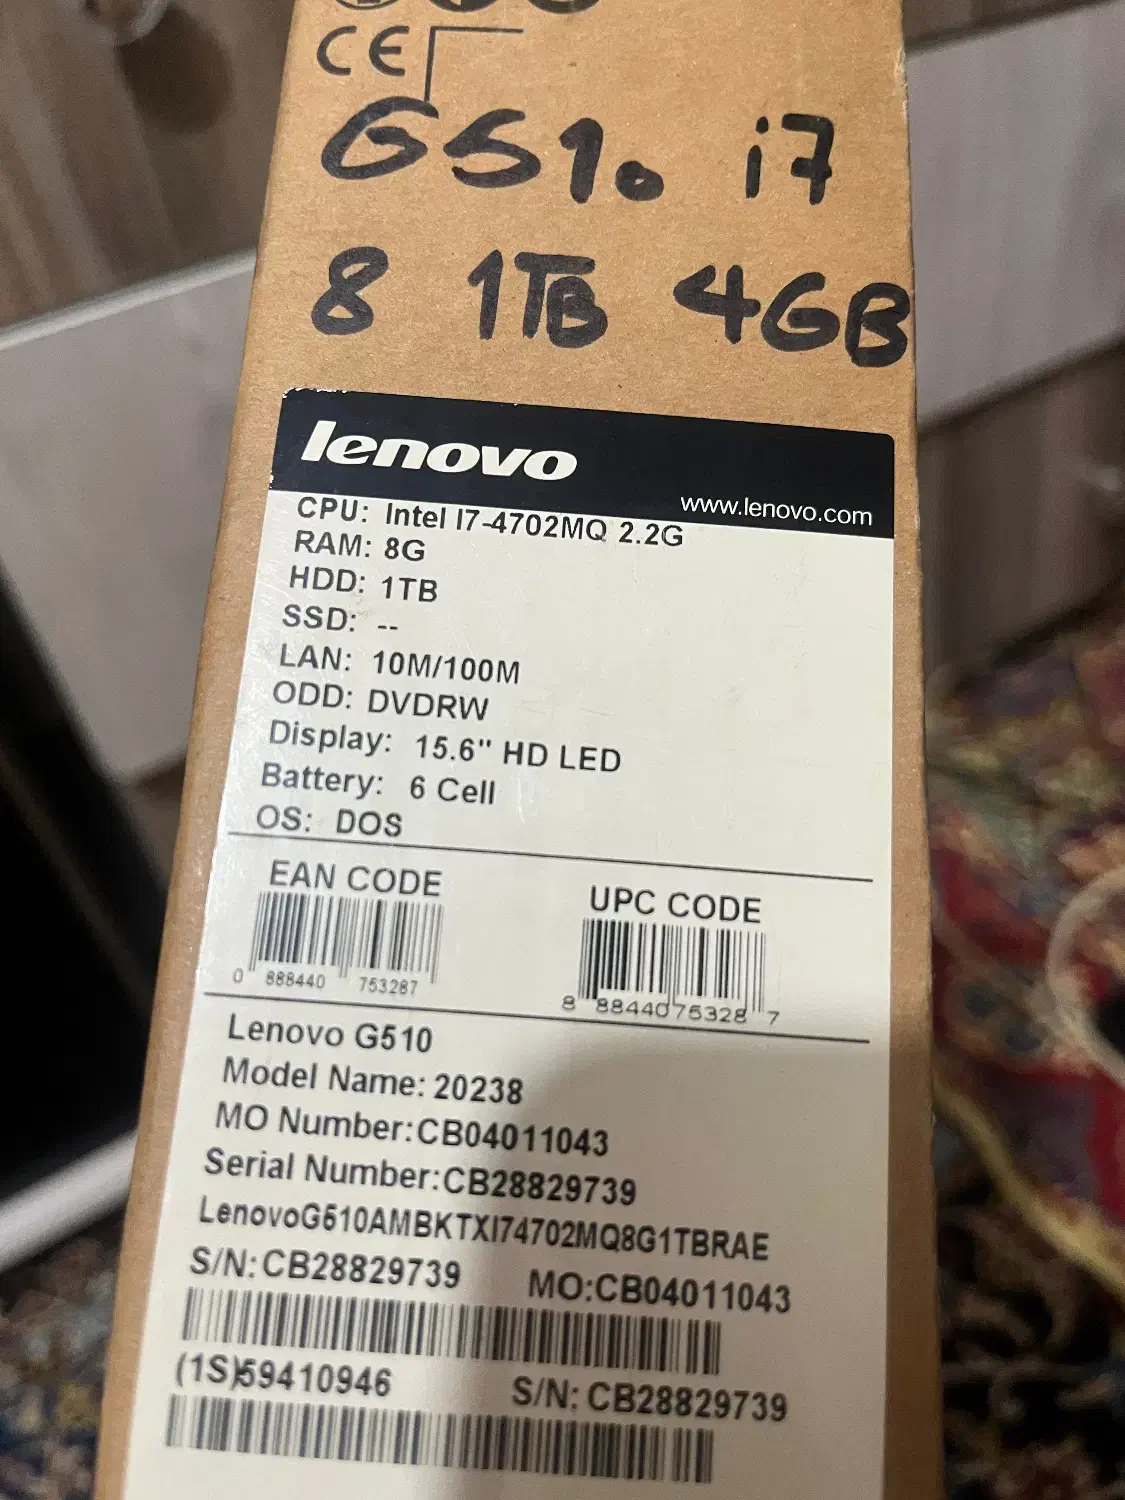 CE
G510 i7
8 1TB 4GB
lenovo
www.lenovo.com
CPU: Intel I7-4702MQ 2.2G
RAM: 8G
HDD: 1TB
SSD: --
LAN: 10M/100M
ODD: DVDRW
Display: 15.6" HD LED
Battery: 6 Cell
OS: DOS
EAN CODE UPC CODE
0 888440 753287
8 8844075328 7
Lenovo G510
Model Name: 20238
MO Number:CB04011043
Serial Number:CB28829739
LenovoG510AMBKTXI74702MQ8G1TBRAE
S/N:CB28829739 MO:CB04011043
(1S)59410946 S/N: CB28829739